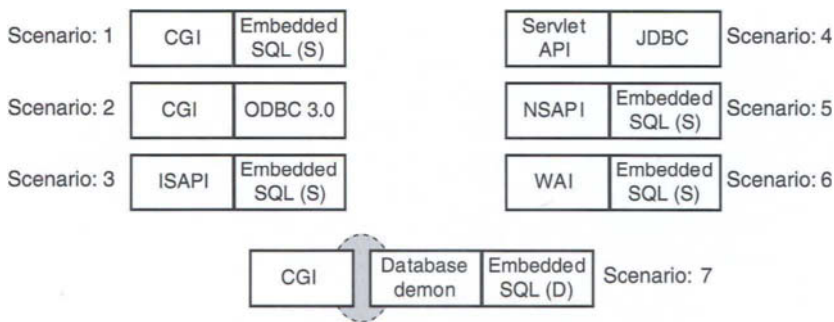 Scenario: 1
CGI
Embedded
SQL (S)
Servlet
API
JDBC
Scenario: 4
Scenario: 2
CGI
ODBC 3.0
NSAPI
Embedded
SQL (S)
Scenario: 5
Scenario: 3
ISAPI
Embedded
SQL (S)
WAI
Embedded
SQL (S)
Scenario: 6
CGI
Database
demon
Embedded
SQL (D)
Scenario: 7